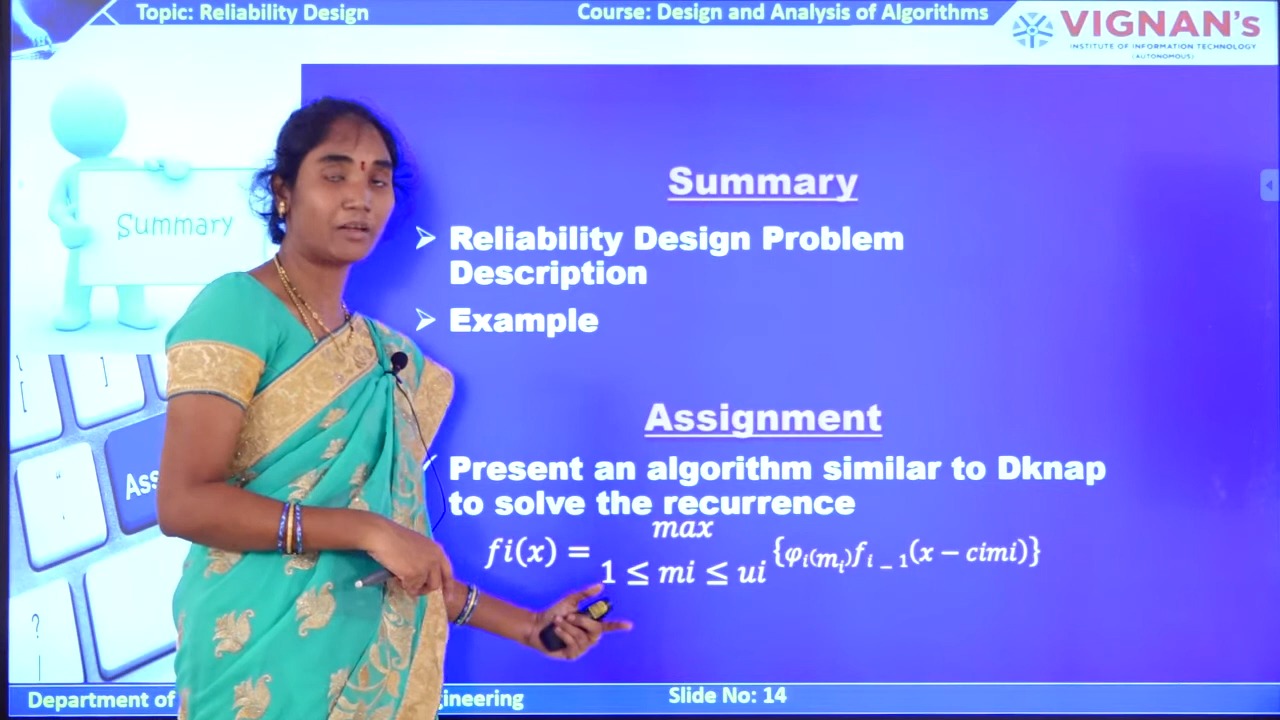 Topic: Reliability Design
Course: Design and Analysis of Algorithms
VIGNAN's
INSTITUTE OF INFORMATION TECHNOLOGY
(AUTONOMOUS)
Summary
Summary
➢ Reliability Design Problem
Description
➢ Example
Assignment
✓ Present an algorithm similar to Dknap
to solve the recurrence
max
fi(x) = {φᵢ(mᵢ)f ᵢ₋₁(x − cimi)}
1 ≤ mi ≤ ui
Ass
Department of
ineering
Slide No: 14